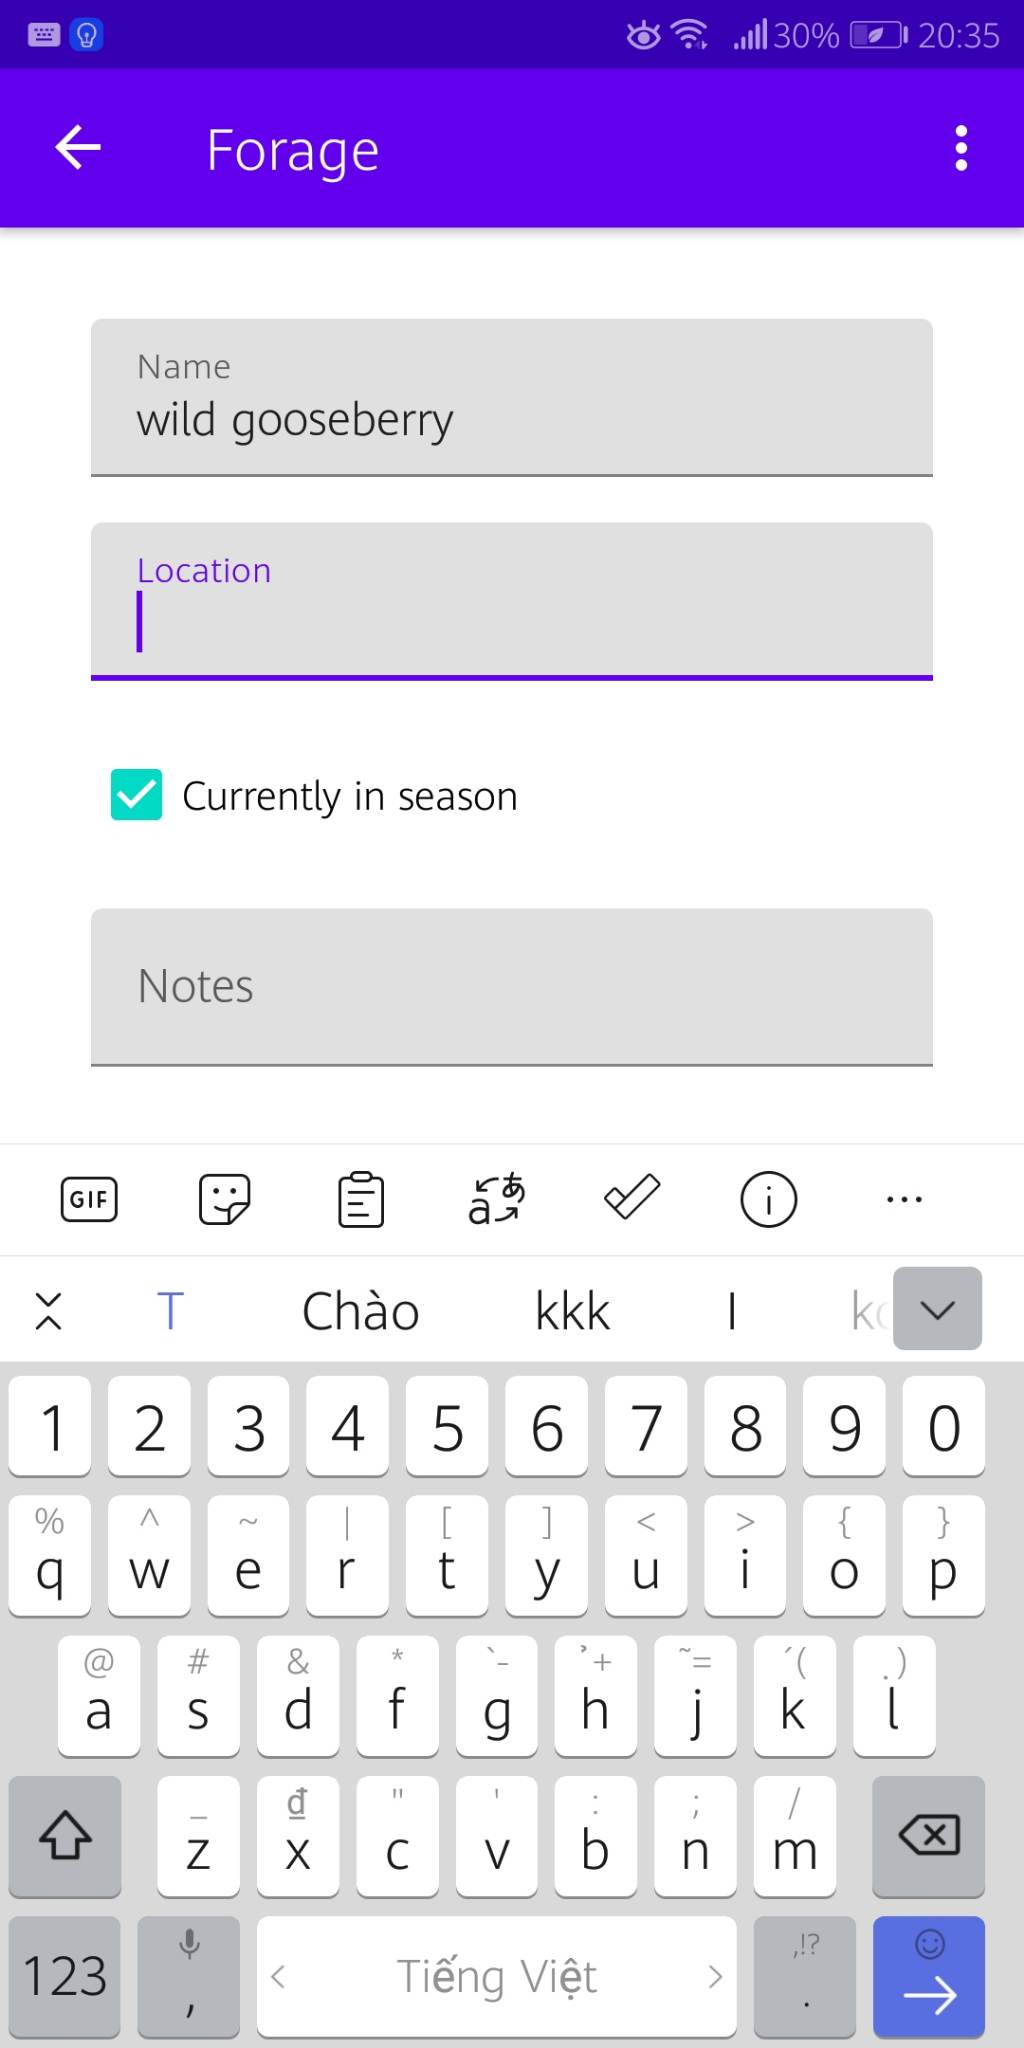 30% 20:35
Forage
Name
wild gooseberry
Location
Currently in season
Notes
GIF
T Chào kkk I
1 2 3 4 5 6 7 8 9 0
% ^ ~ | [ ] < > { }
q w e r t y u i o p
@ # & * `- ̉+ ~= ´( .)
a s d f g h j k l
_ ₫ " ' : ; /
z x c v b n m
,!?
123 , < Tiếng Việt > .